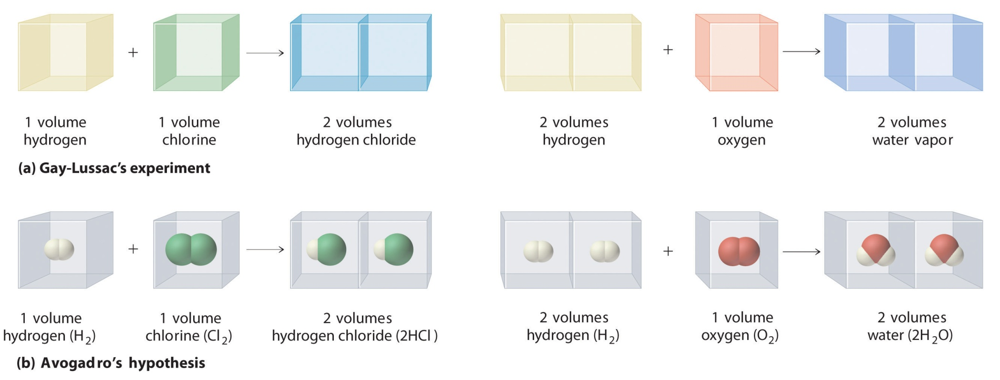 +
+
1 volume
hydrogen
1 volume
chlorine
2 volumes
hydrogen chloride
2 volumes
hydrogen
1 volume
oxygen
2 volumes
water vapor
(a) Gay-Lussac’s experiment
+
+
1 volume
hydrogen (H₂)
1 volume
chlorine (Cl₂)
2 volumes
hydrogen chloride (2HCl)
2 volumes
hydrogen (H₂)
1 volume
oxygen (O₂)
2 volumes
water (2H₂O)
(b) Avogadro’s hypothesis